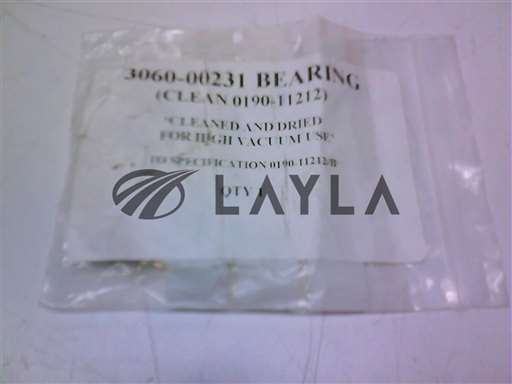 3060-00231 BEARING
(CLEAN 0190-11212)
*CLEANED AND DRIED
FOR HIGH VACUUM USE*
TO SPECIFICATION 0190-11212/B
QTY 1
LAYLA